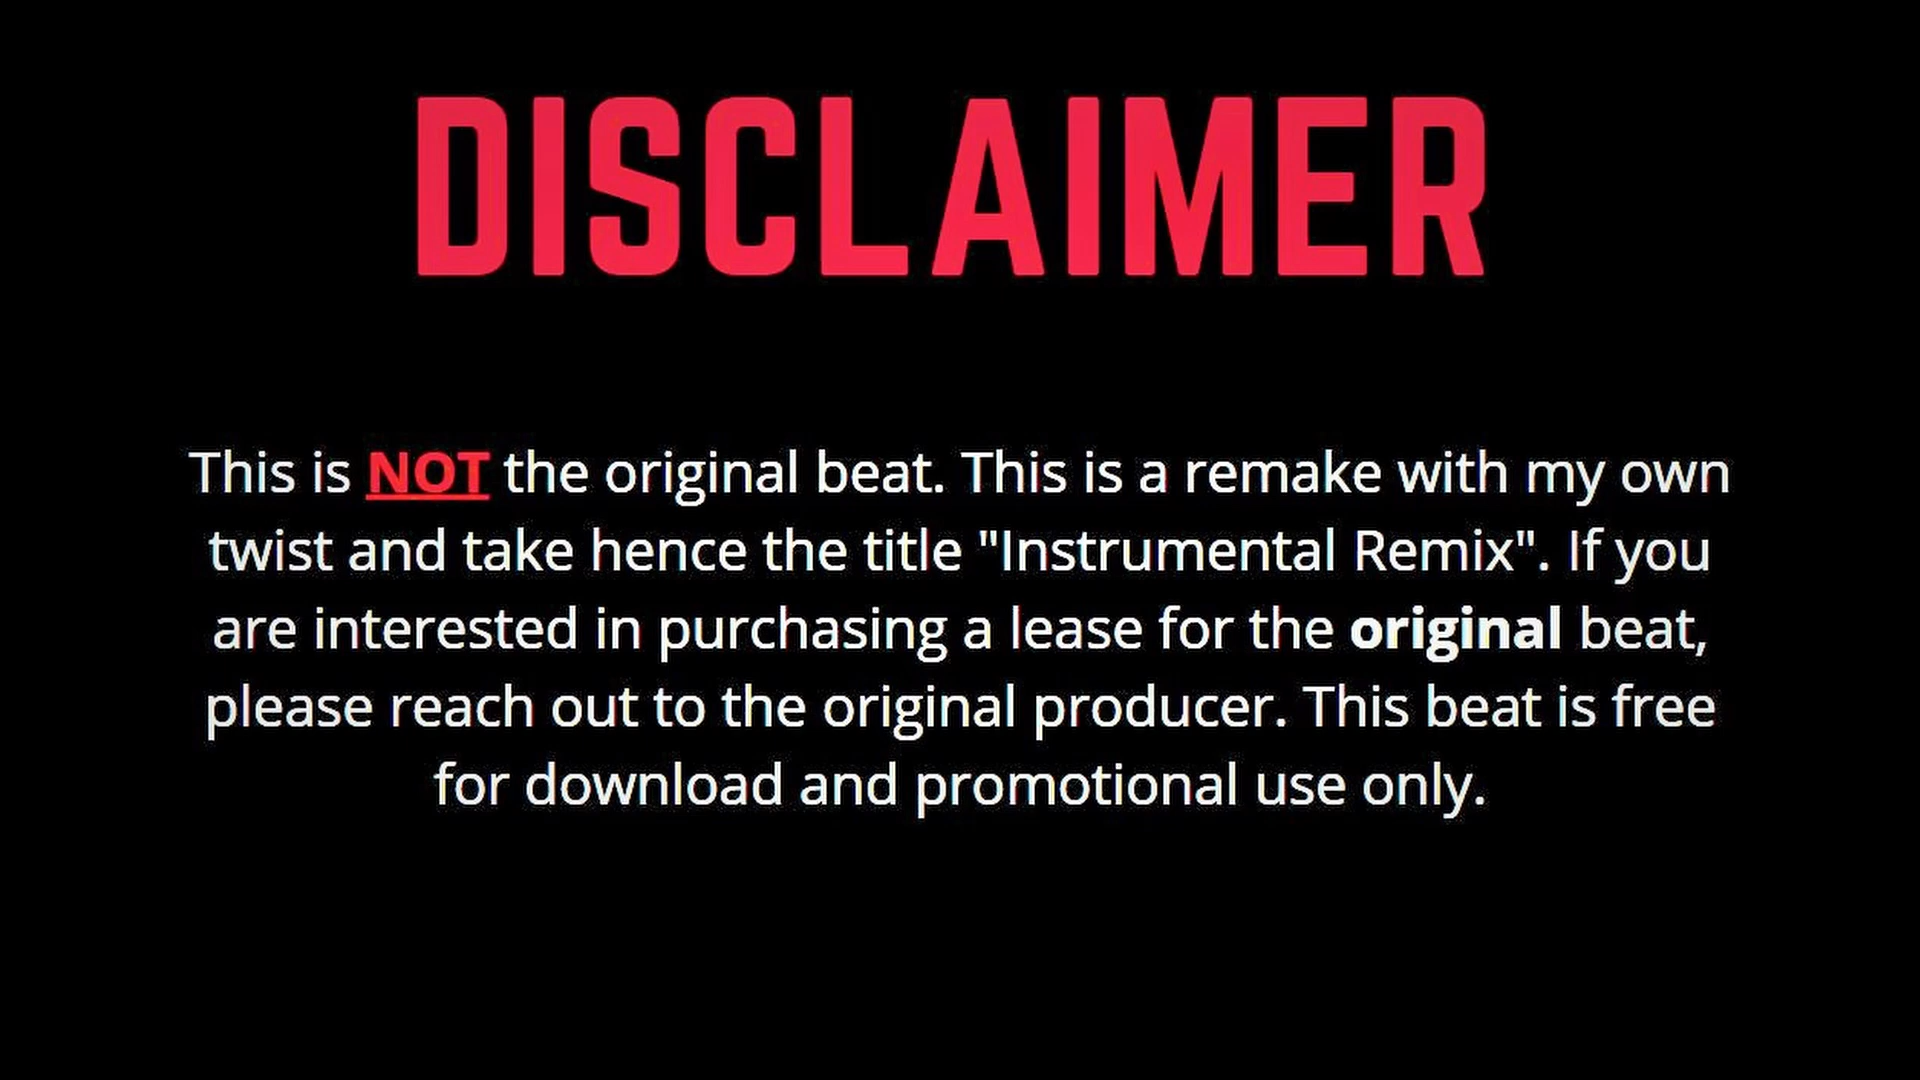 DISCLAIMER
This is NOT the original beat. This is a remake with my own
twist and take hence the title "Instrumental Remix". If you
are interested in purchasing a lease for the original beat,
please reach out to the original producer. This beat is free
for download and promotional use only.